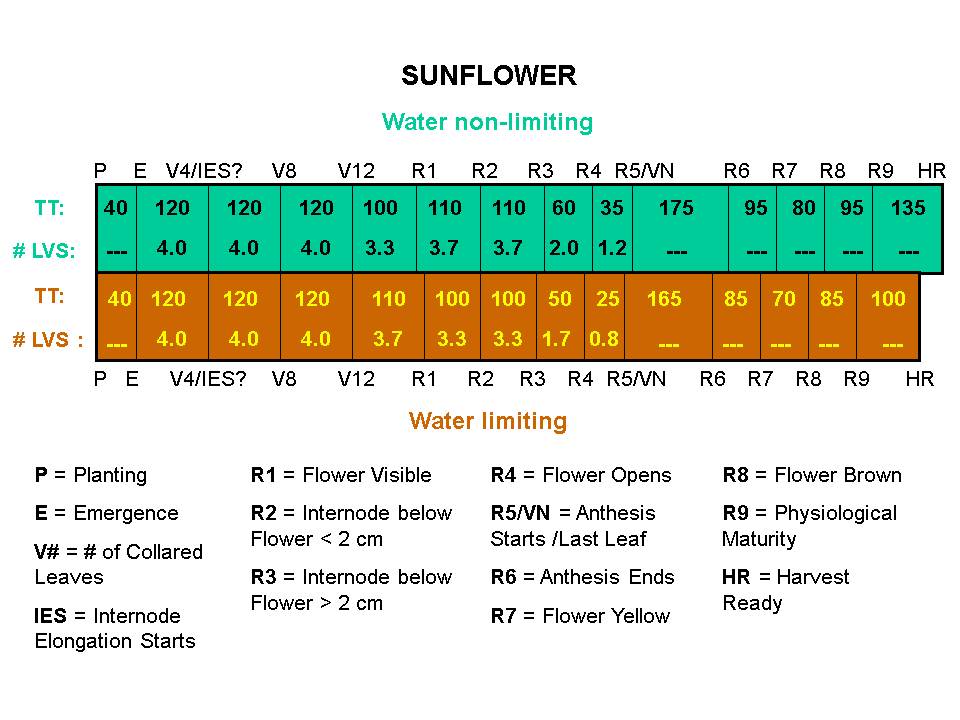 SUNFLOWER
Water non-limiting
P E V4/IES? V8 V12 R1 R2 R3 R4 R5/VN R6 R7 R8 R9 HR
TT: 40 120 120 120 100 110 110 60 35 175 95 80 95 135
# LVS: --- 4.0 4.0 4.0 3.3 3.7 3.7 2.0 1.2 --- --- --- --- ---
TT: 40 120 120 120 110 100 100 50 25 165 85 70 85 100
# LVS : --- 4.0 4.0 4.0 3.7 3.3 3.3 1.7 0.8 --- --- --- --- ---
P E V4/IES? V8 V12 R1 R2 R3 R4 R5/VN R6 R7 R8 R9 HR
Water limiting
P = Planting
E = Emergence
V# = # of Collared
Leaves
IES = Internode
Elongation Starts
R1 = Flower Visible
R2 = Internode below
Flower < 2 cm
R3 = Internode below
Flower > 2 cm
R4 = Flower Opens
R5/VN = Anthesis
Starts /Last Leaf
R6 = Anthesis Ends
R7 = Flower Yellow
R8 = Flower Brown
R9 = Physiological
Maturity
HR = Harvest
Ready